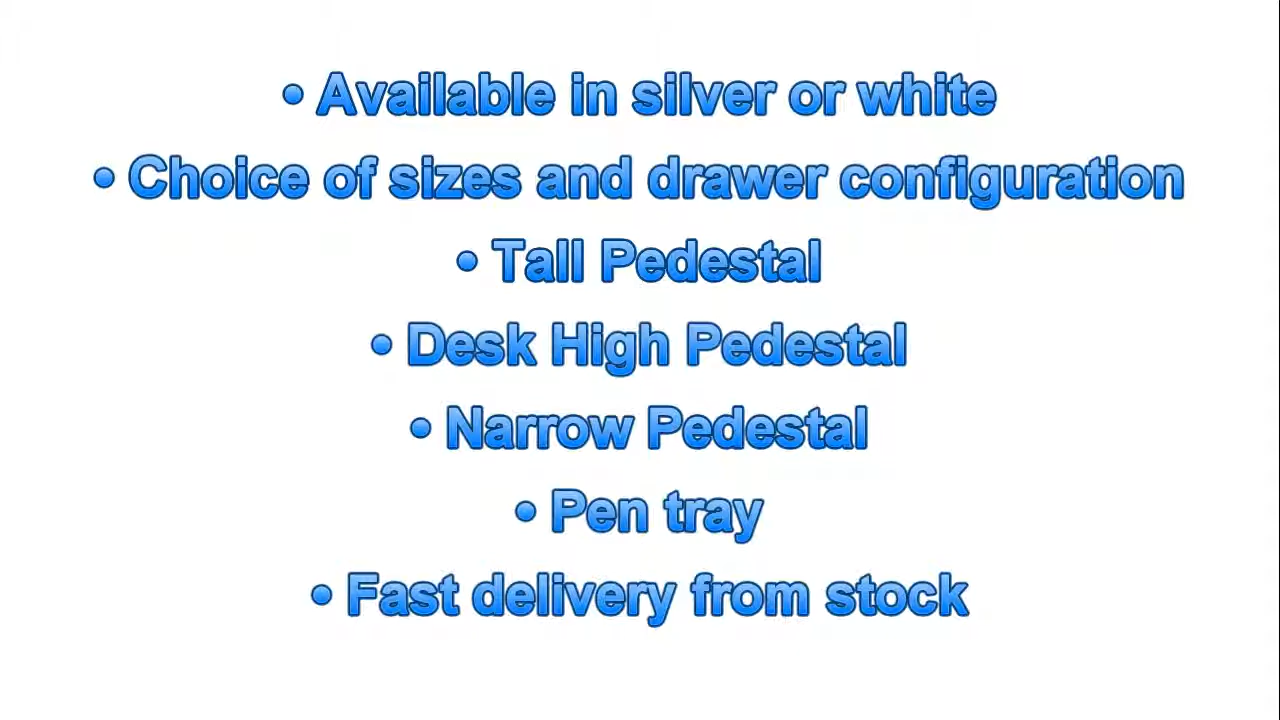 • Available in silver or white
• Choice of sizes and drawer configuration
• Tall Pedestal
• Desk High Pedestal
• Narrow Pedestal
• Pen tray
• Fast delivery from stock